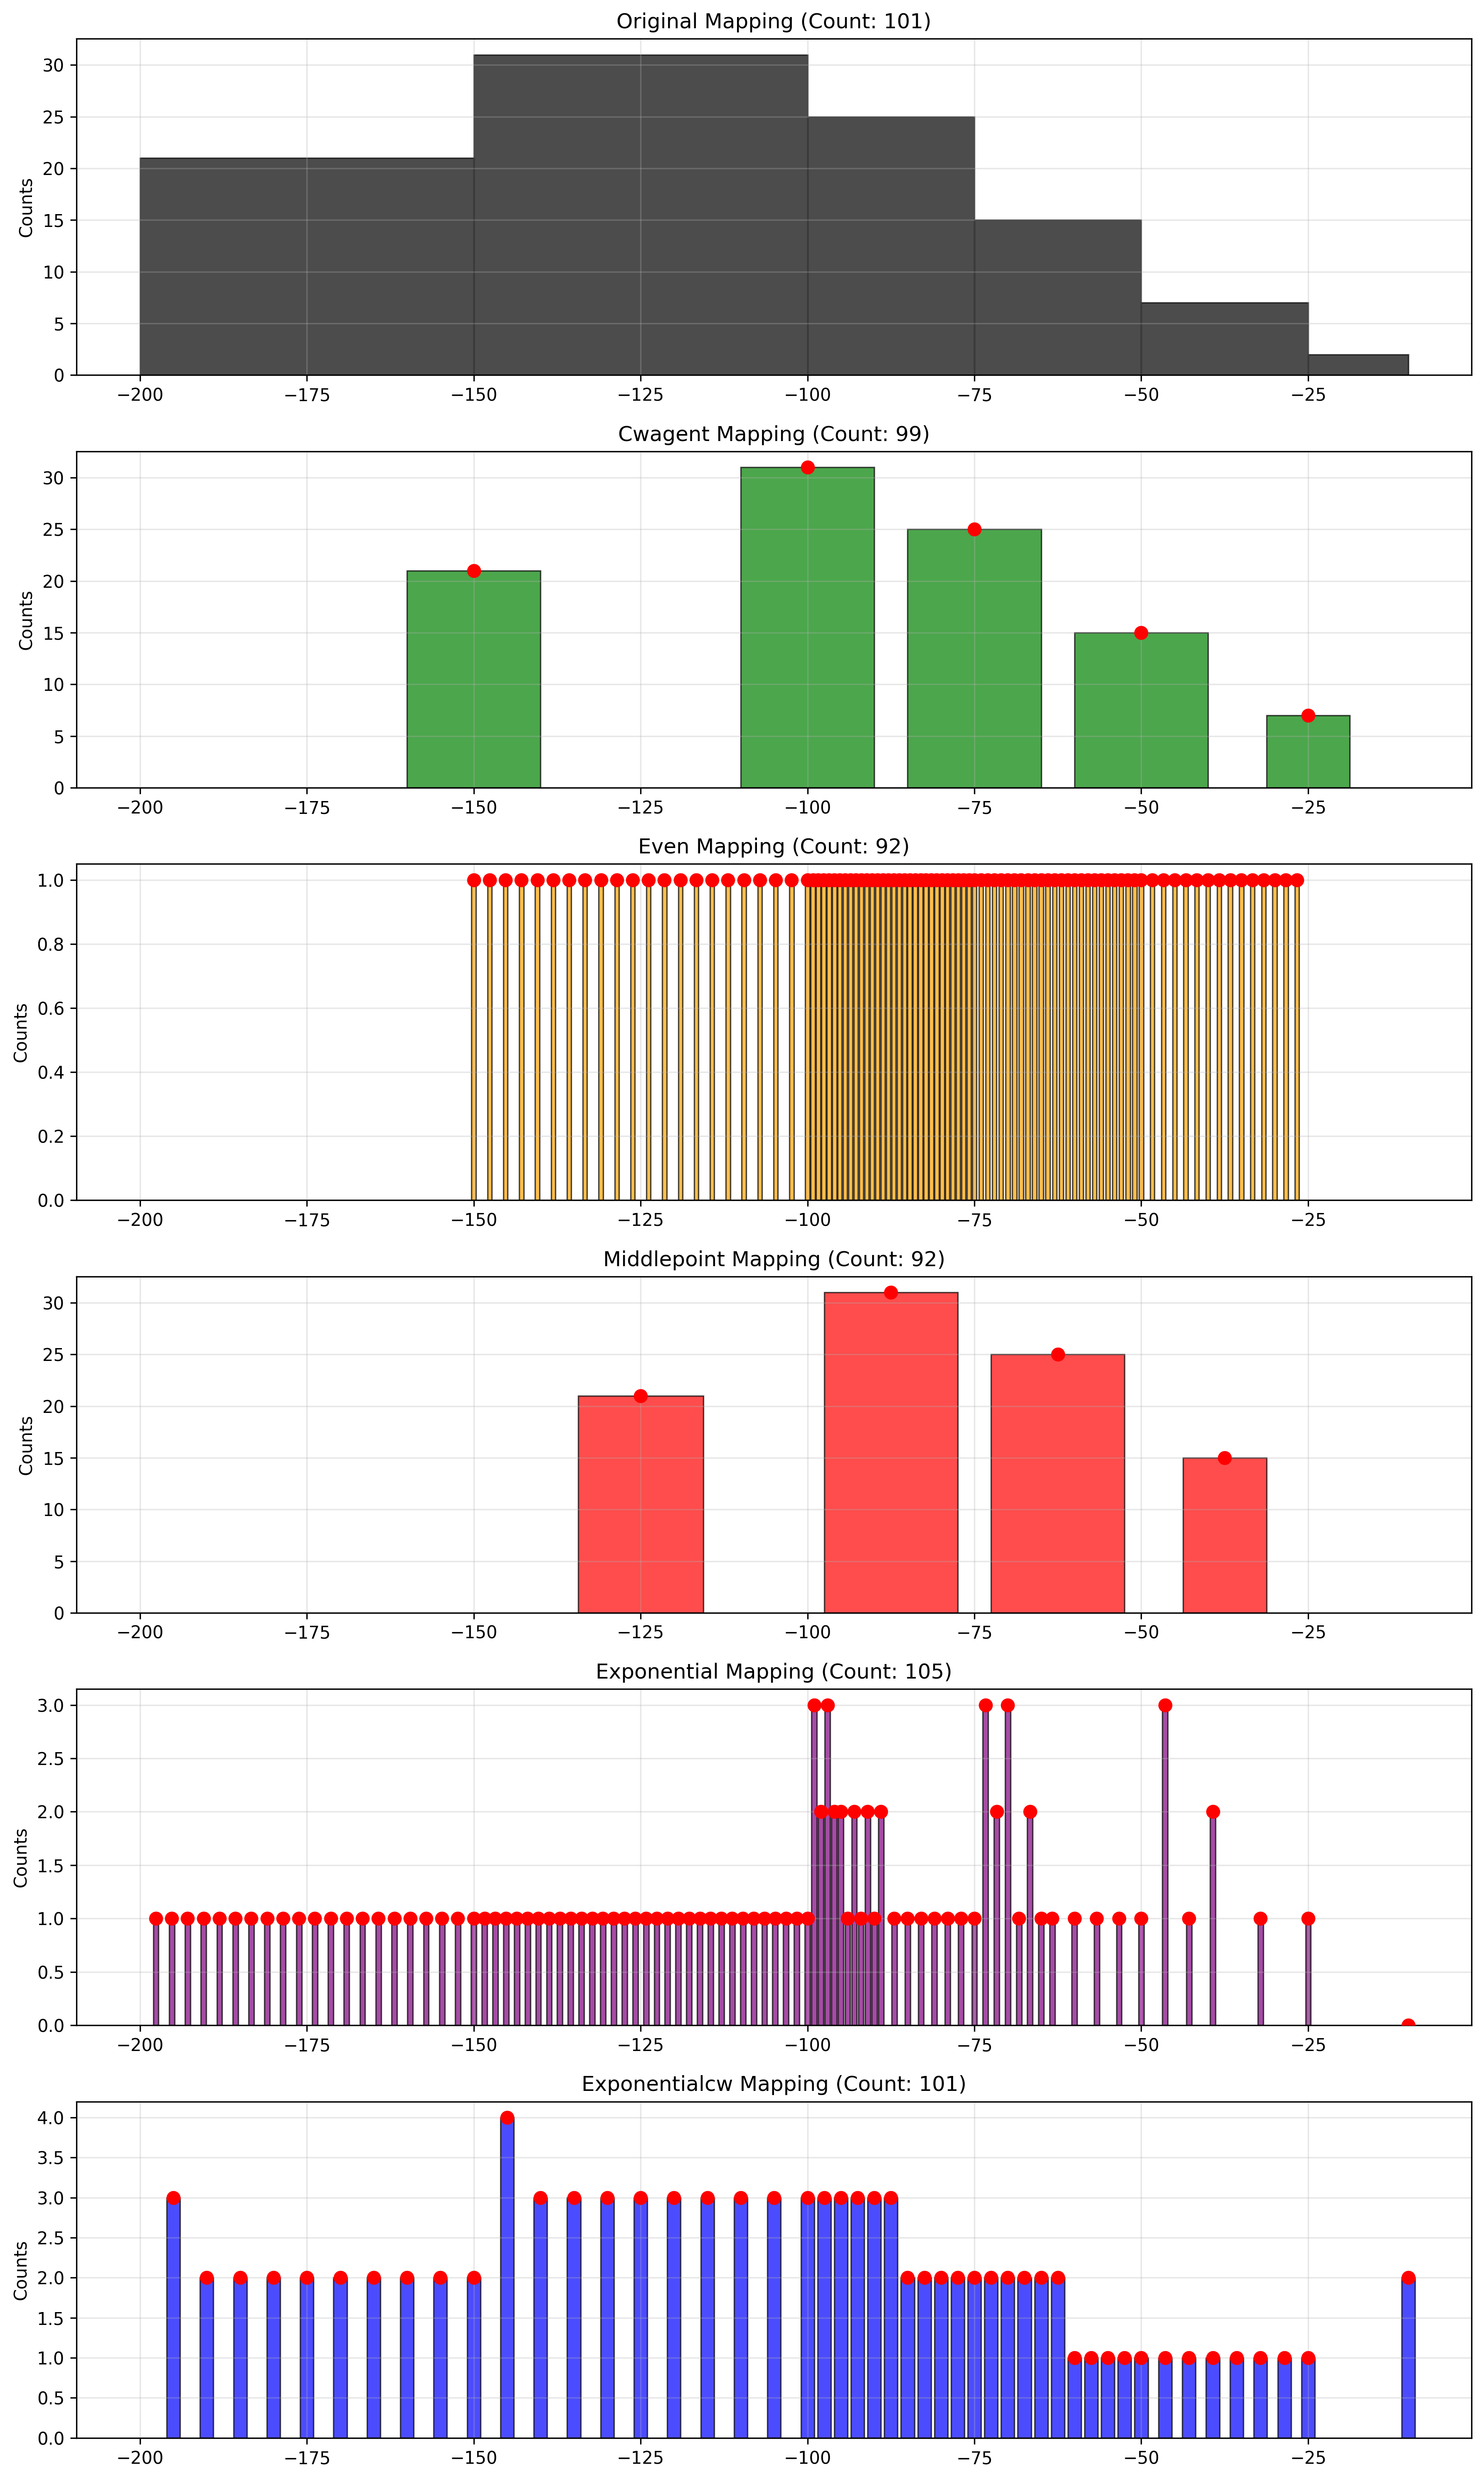 Original Mapping (Count: 101)
30
25
20
15
10
5
0
Counts
−200 −175 −150 −125 −100 −75 −50 −25
Cwagent Mapping (Count: 99)
30
25
20
15
10
5
0
Counts
−200 −175 −150 −125 −100 −75 −50 −25
Even Mapping (Count: 92)
1.0
0.8
0.6
0.4
0.2
0.0
Counts
−200 −175 −150 −125 −100 −75 −50 −25
Middlepoint Mapping (Count: 92)
30
25
20
15
10
5
0
Counts
−200 −175 −150 −125 −100 −75 −50 −25
Exponential Mapping (Count: 105)
3.0
2.5
2.0
1.5
1.0
0.5
0.0
Counts
−200 −175 −150 −125 −100 −75 −50 −25
Exponentialcw Mapping (Count: 101)
4.0
3.5
3.0
2.5
2.0
1.5
1.0
0.5
0.0
Counts
−200 −175 −150 −125 −100 −75 −50 −25